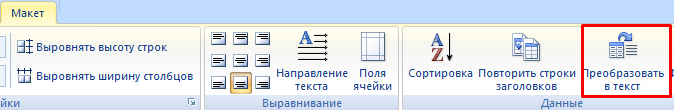 Макет
Выровнять высоту строк
Выровнять ширину столбцов
Направление
текста
Поля
ячейки
Сортировка
Повторить строки
заголовков
Преобразовать
в текст
Выравнивание
Данные